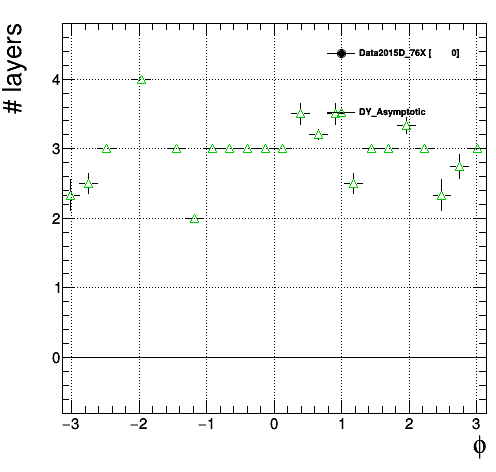 # layers
Data2015D_76X [ 0]
DY_Asymptotic
4
3
2
1
0
−3 −2 −1 0 1 2 3
ϕ